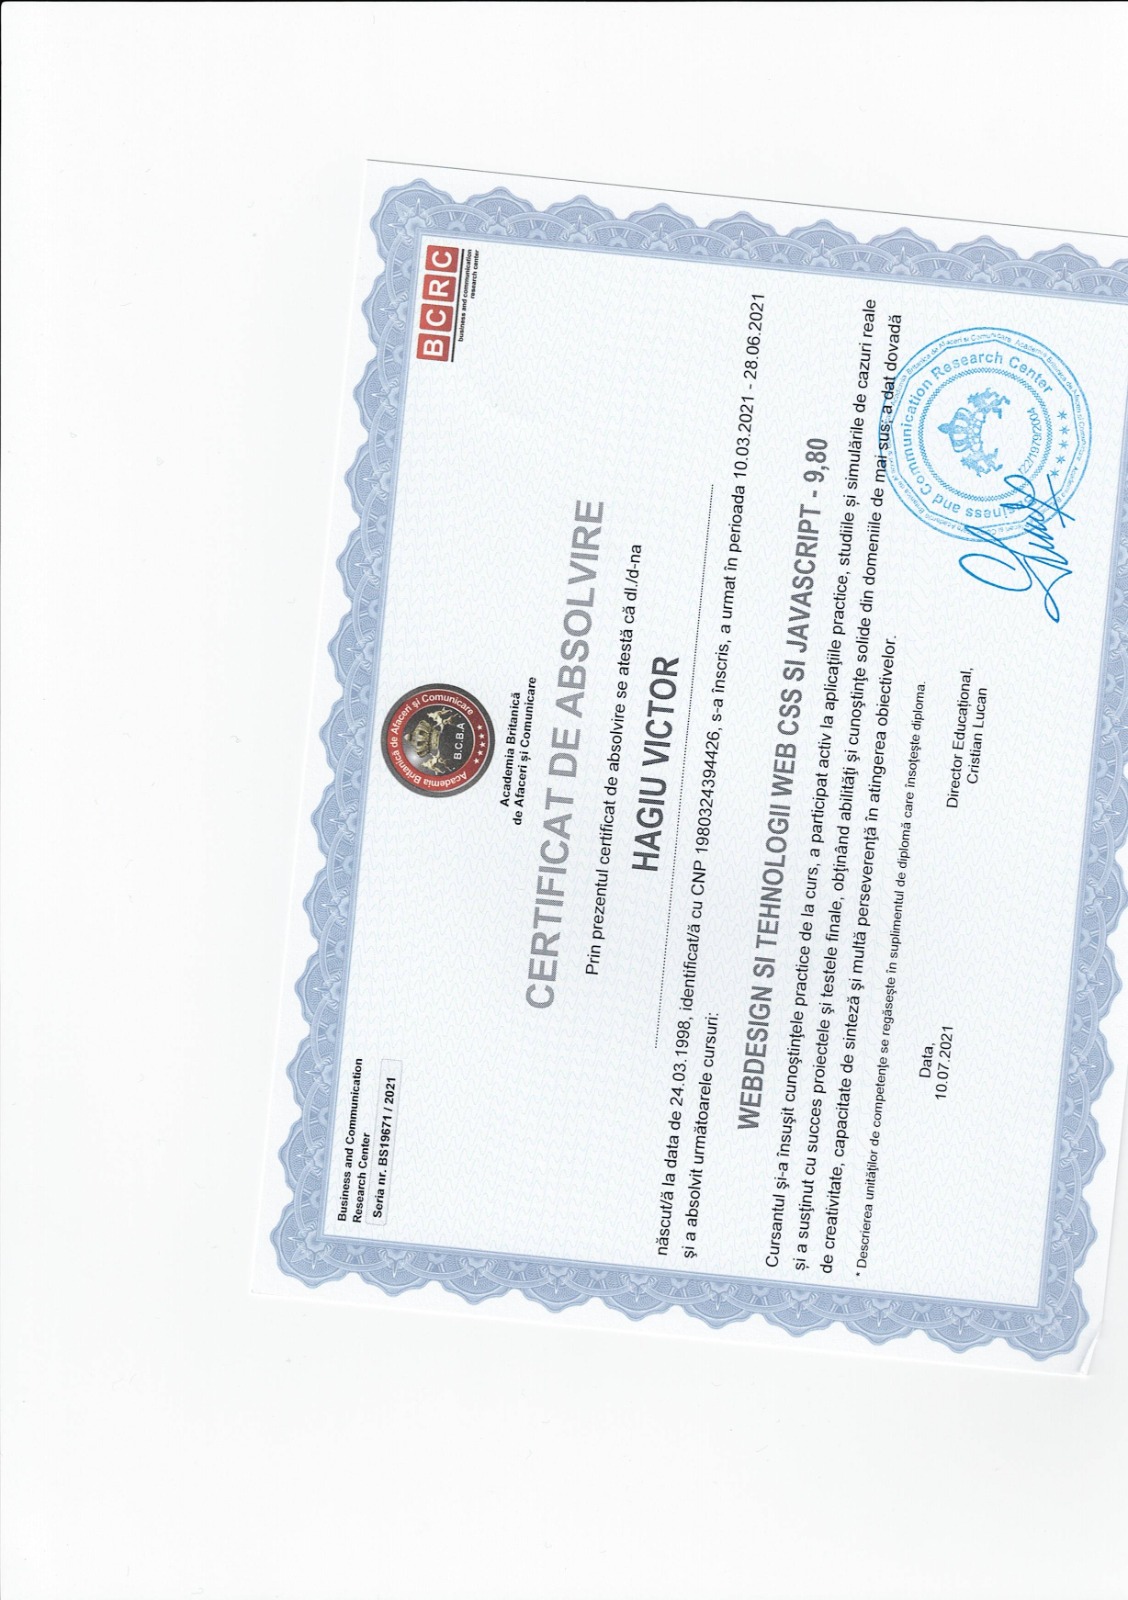 Business and Communication
Research Center
Seria nr. BS19671 / 2021
Academia Britanică de Afaceri şi Comunicare
B.C.B.A
BCRC
business and communication
research center
Academia Britanică
de Afaceri și Comunicare
CERTIFICAT DE ABSOLVIRE
Prin prezentul certificat de absolvire se atestă că dl./d-na
HAGIU VICTOR
născut/ă la data de 24.03.1998, identificat/ă cu CNP 1980324394426, s-a înscris, a urmat în perioada 10.03.2021 - 28.06.2021
şi a absolvit următoarele cursuri:
WEBDESIGN SI TEHNOLOGII WEB CSS SI JAVASCRIPT - 9,80
Cursantul şi-a însuşit cunoştinţele practice de la curs, a participat activ la aplicaţiile practice, studiile și simulările de cazuri reale
și a susţinut cu succes proiectele şi testele finale, obţinând abilităţi şi cunoştinţe solide din domeniile de mai sus; a dat dovadă
de creativitate, capacitate de sinteză şi multă perseverenţă în atingerea obiectivelor.
* Descrierea unităţilor de competenţe se regăseşte în suplimentul de diplomă care însoţeşte diploma.
Data,
10.07.2021
Director Educațional,
Cristian Lucan
Business and Communication Research Center
22/1979/2004